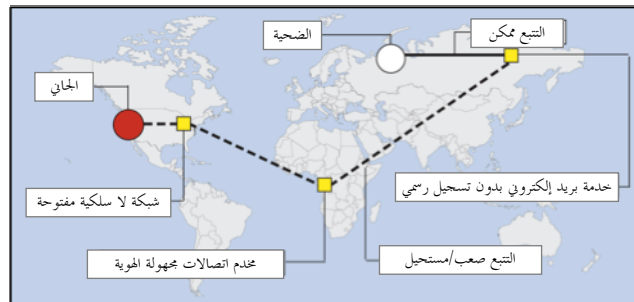 الضحية
التتبع ممكن
الجاني
شبكة لا سلكية مفتوحة
خدمة بريد إلكتروني بدون تسجيل رسمي
مخدم اتصالات مجهولة الهوية
التتبع صعب/مستحيل